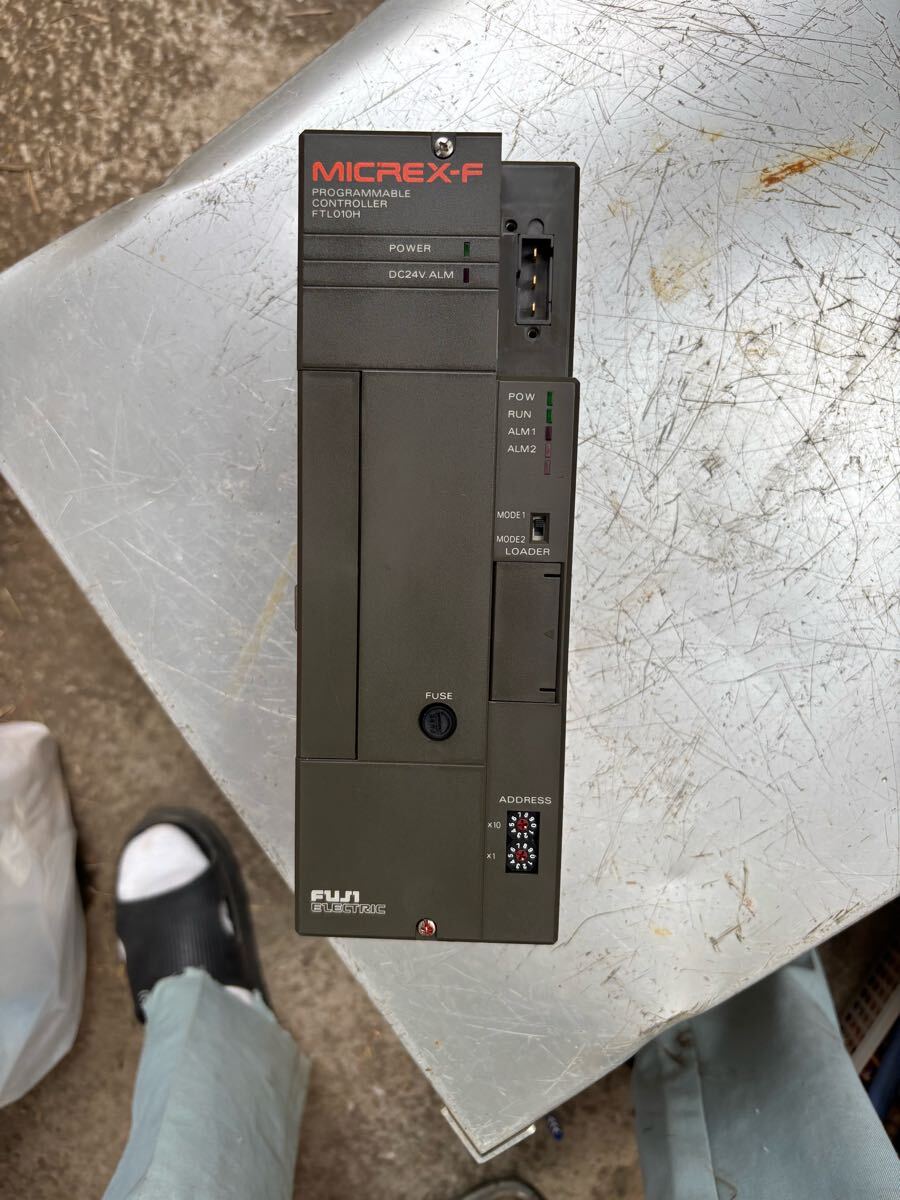 MICREX-F
PROGRAMMABLE
CONTROLLER
FTL010H
POWER
DC24V.ALM
POW
RUN
ALM1
ALM2
MODE1
MODE2
LOADER
FUSE
ADDRESS
x10
x1
FUJI
ELECTRIC